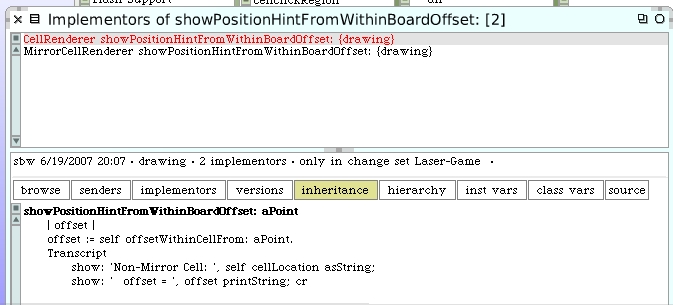 Implementors of showPositionHintFromWithinBoardOffset: [2]
CellRenderer showPositionHintFromWithinBoardOffset: {drawing}
MirrorCellRenderer showPositionHintFromWithinBoardOffset: {drawing}
sbw 6/19/2007 20:07 · drawing · 2 implementors · only in change set Laser-Game ·
browse senders implementors versions inheritance hierarchy inst vars class vars source
showPositionHintFromWithinBoardOffset: aPoint
| offset |
offset := self offsetWithinCellFrom: aPoint.
Transcript
show: 'Non-Mirror Cell: ', self cellLocation asString;
show: '  offset = ', offset printString; cr